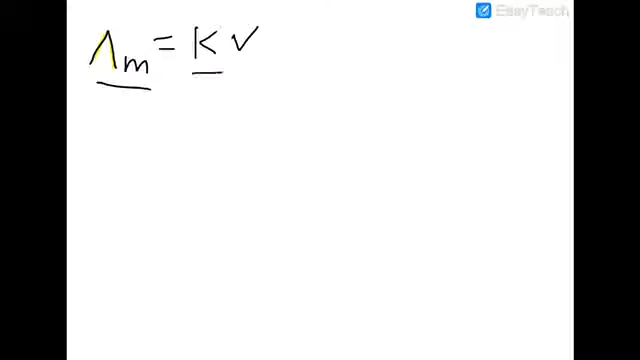 EasyTeach
Λm = K V